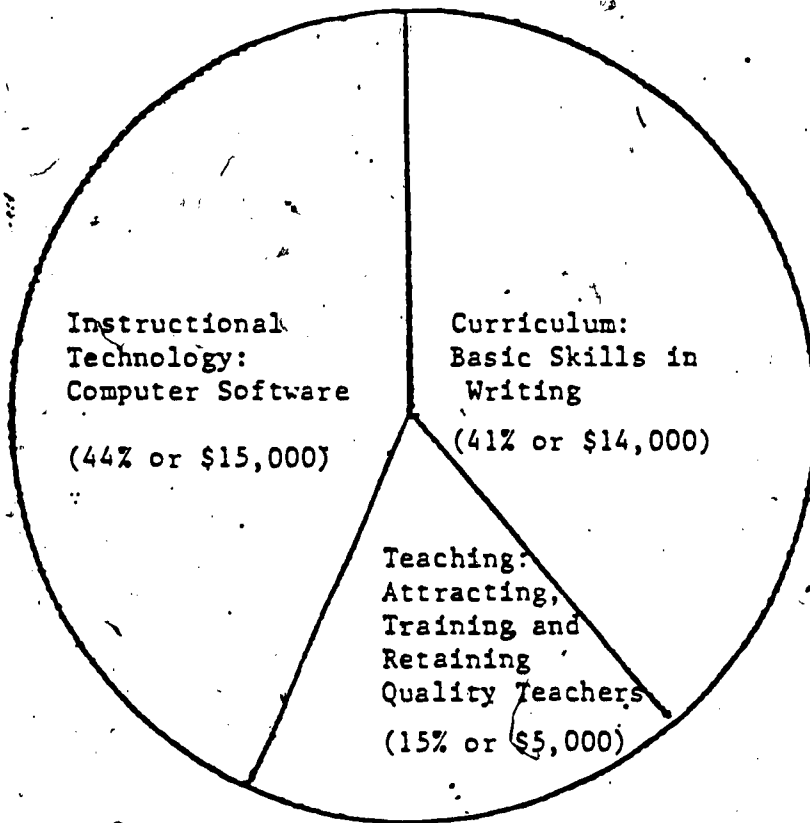 Instructional
Technology:
Computer Software
(44% or $15,000)
Curriculum:
Basic Skills in
Writing
(41% or $14,000)
Teaching:
Attracting,
Training and
Retaining
Quality Teachers
(15% or $5,000)